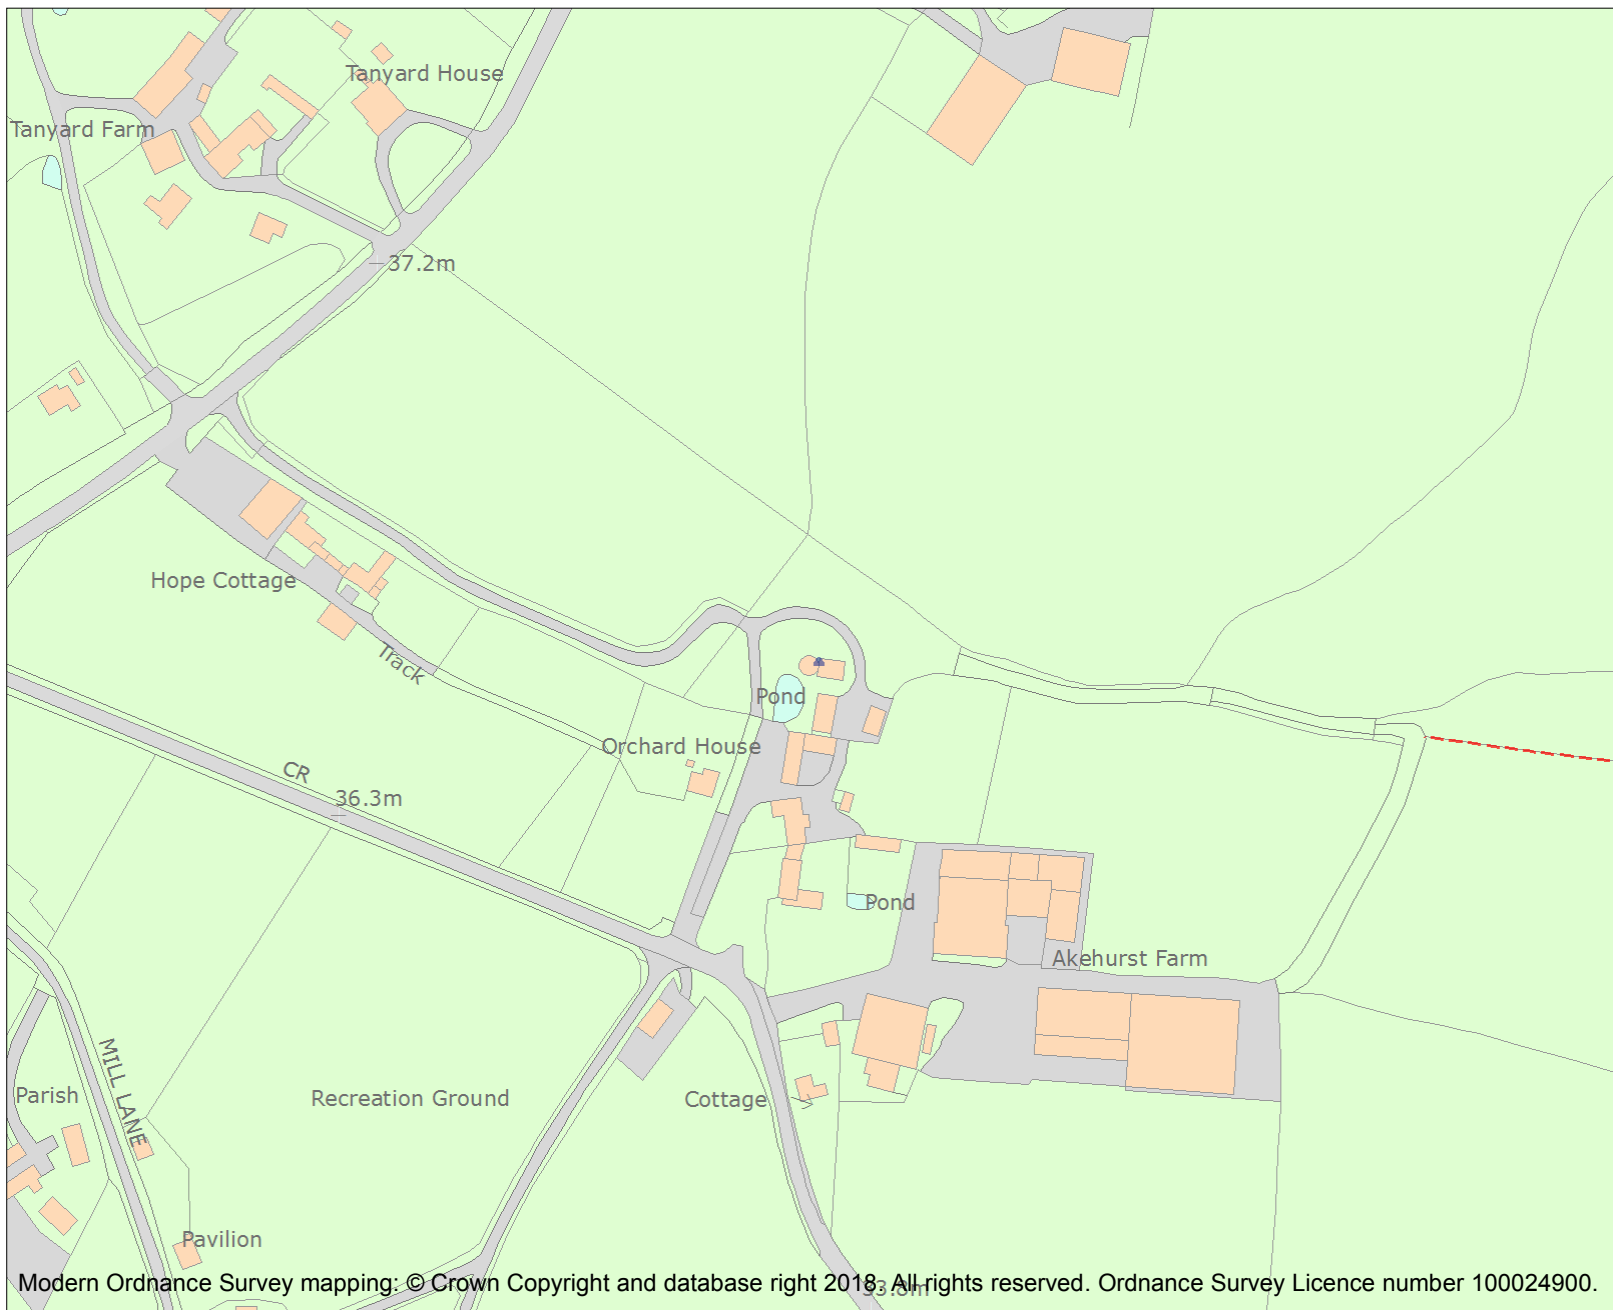 Tanyard House
Tanyard Farm
37.2m
Hope Cottage
Track
Pond
Orchard House
CR
36.3m
Pond
Akehurst Farm
MILL LANE
Parish
Recreation Ground
Cottage
Pavilion
Modern Ordnance Survey mapping: © Crown Copyright and database right 2018. All rights reserved. Ordnance Survey Licence number 100024900.
33.8m